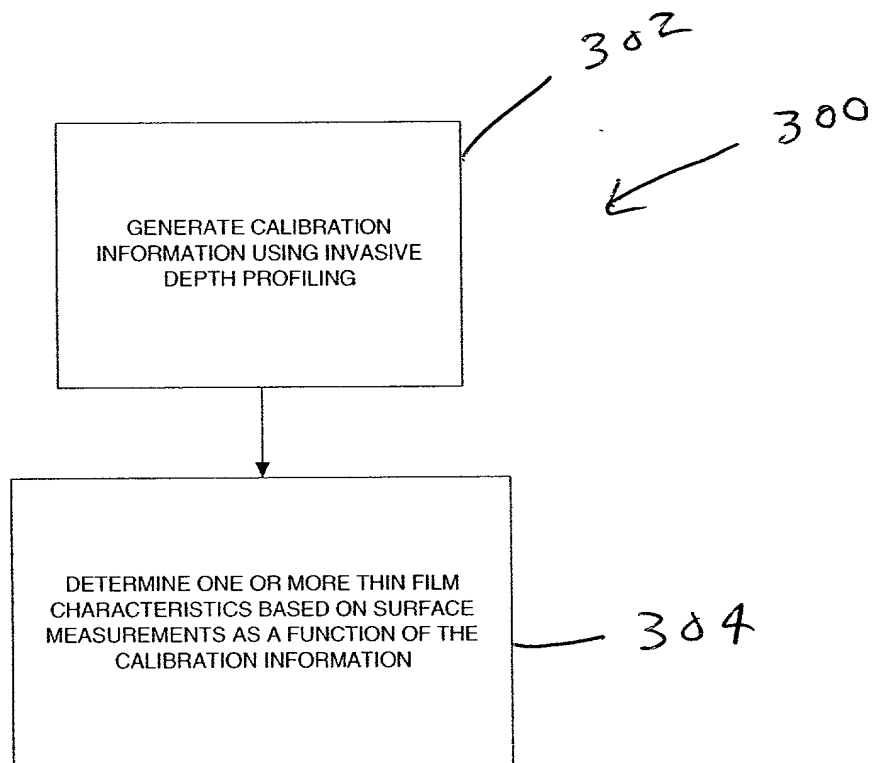 302
300
GENERATE CALIBRATION
INFORMATION USING INVASIVE
DEPTH PROFILING
DETERMINE ONE OR MORE THIN FILM
CHARACTERISTICS BASED ON SURFACE
MEASUREMENTS AS A FUNCTION OF THE
CALIBRATION INFORMATION
304